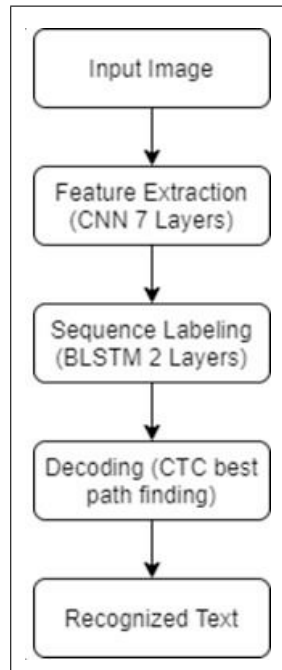 Input Image
Feature Extraction
(CNN 7 Layers)
Sequence Labeling
(BLSTM 2 Layers)
Decoding (CTC best
path finding)
Recognized Text